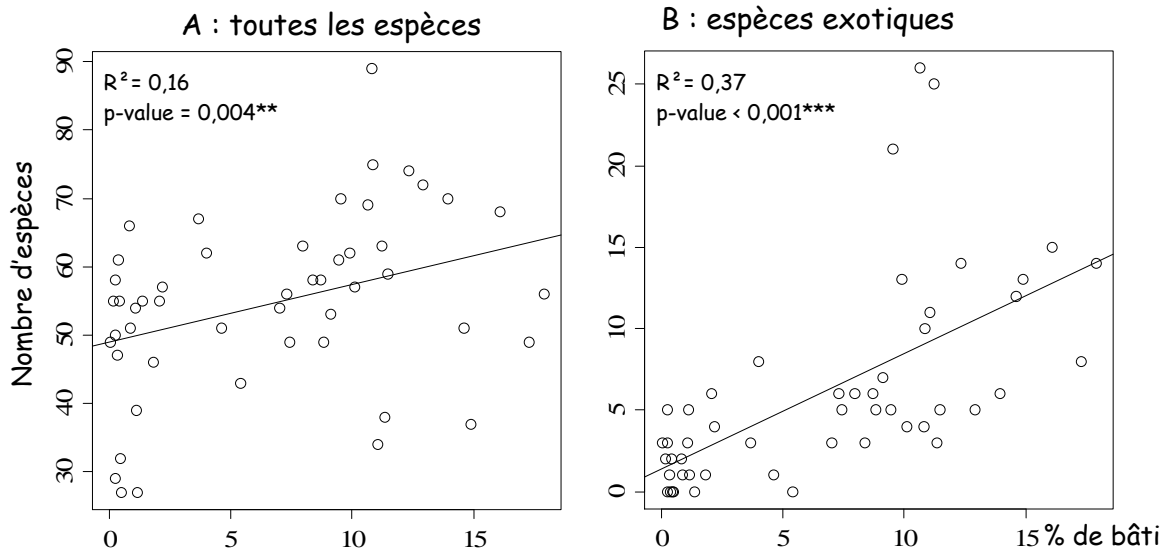 A : toutes les espèces
R²= 0,16
p-value = 0,004**
Nombre d'espèces
90
80
70
60
50
40
30
0 5 10 15
B : espèces exotiques
R²= 0,37
p-value < 0,001***
25
20
15
10
5
0
0 5 10 15 % de bâti